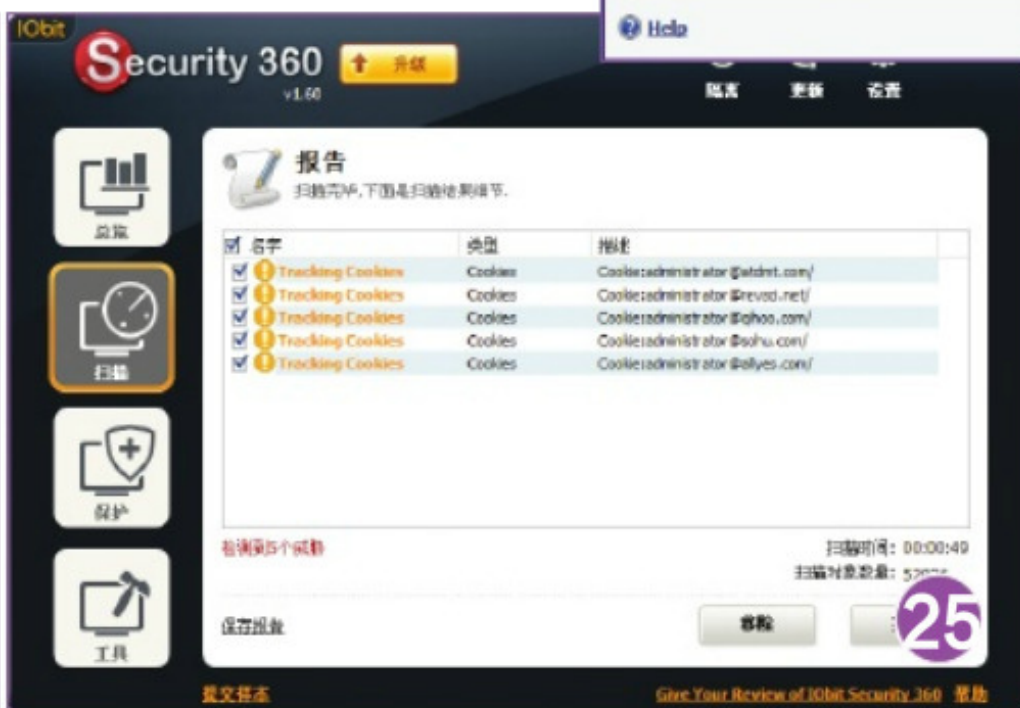 Help
IObit
Security 360
v1.60
升级
隔离 更新 设置
总览
扫描
保护
工具
报告
扫描完毕,下面是扫描结果细节.
名字 类型 描述
Tracking Cookies Cookies Cookie:administrator@atdmt.com/
Tracking Cookies Cookies Cookie:administrator@revsci.net/
Tracking Cookies Cookies Cookie:administrator@qihoo.com/
Tracking Cookies Cookies Cookie:administrator@sohu.com/
Tracking Cookies Cookies Cookie:administrator@allyes.com/
检测到5个威胁
扫描时间: 00:00:49
扫描对象数量:
保存报告
移除
25
提交样本
Give Your Review of IObit Security 360 帮助